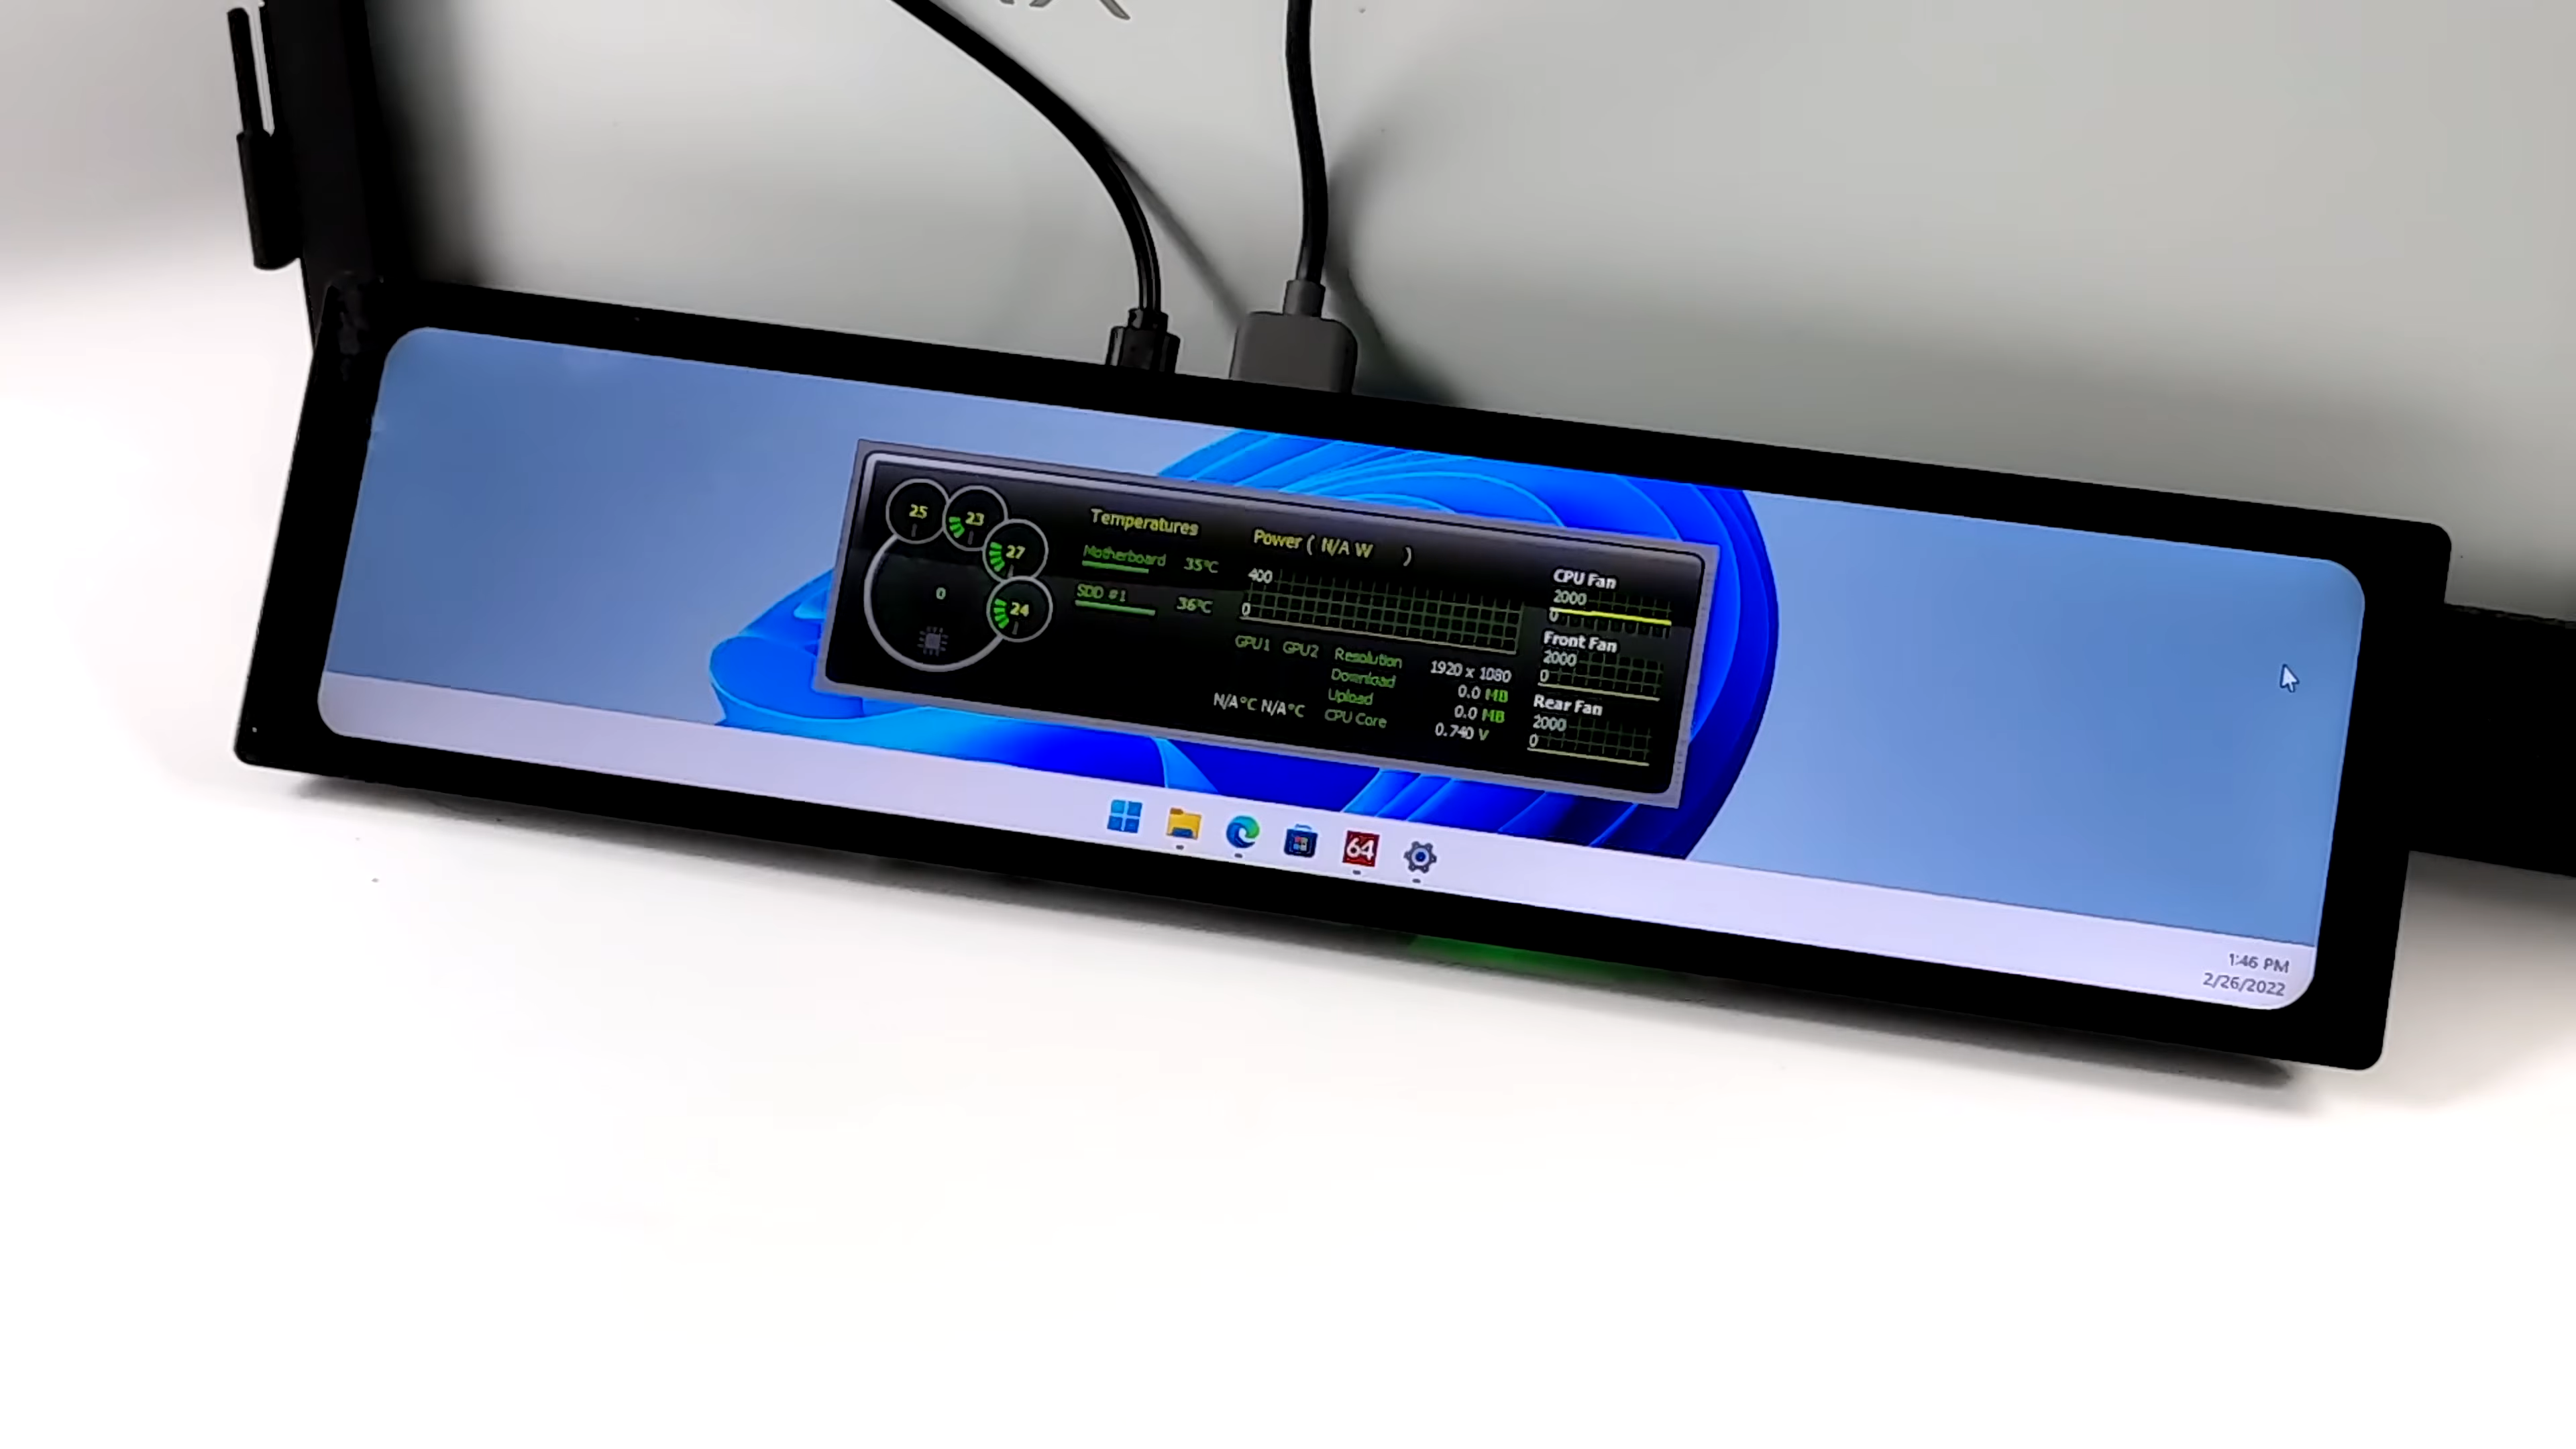 25
23
27
24
0
Temperatures
Motherboard 35°C
SDD #1 36°C
Power ( N/A W )
400
0
GPU1 GPU2
N/A°C N/A°C
Resolution 1920 x 1080
Download 0.0 MB
Upload 0.0 MB
CPU Core 0.740 V
CPU Fan
2000
0
Front Fan
2000
0
Rear Fan
2000
0
64
1:46 PM
2/26/2022